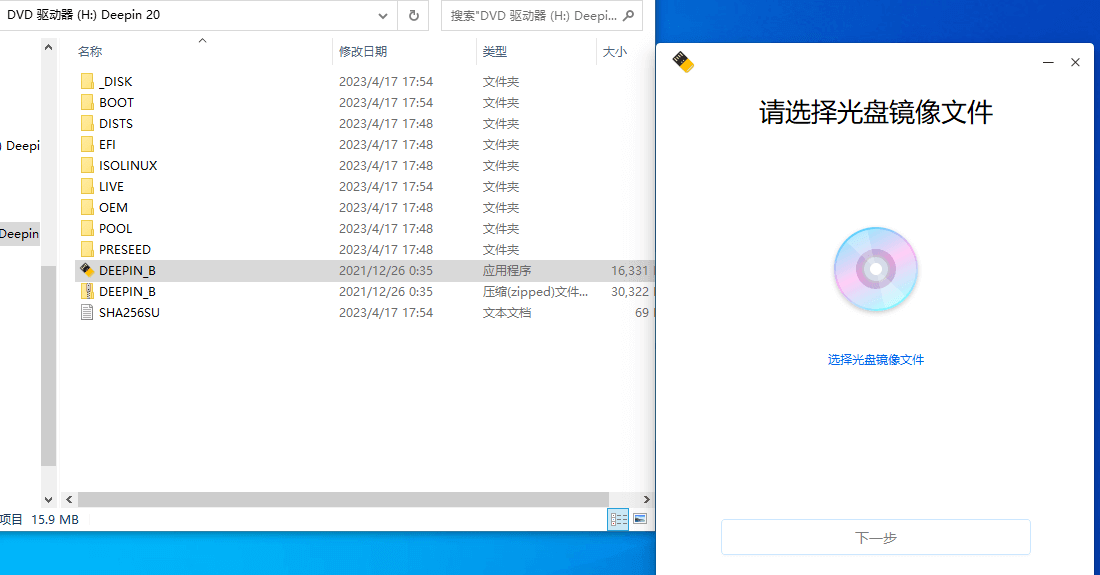 DVD 驱动器 (H:) Deepin 20
搜索"DVD 驱动器 (H:) Deepin...
名称 修改日期 类型 大小
_DISK 2023/4/17 17:54 文件夹
BOOT 2023/4/17 17:54 文件夹
DISTS 2023/4/17 17:48 文件夹
EFI 2023/4/17 17:48 文件夹
ISOLINUX 2023/4/17 17:48 文件夹
LIVE 2023/4/17 17:54 文件夹
OEM 2023/4/17 17:48 文件夹
POOL 2023/4/17 17:48 文件夹
PRESEED 2023/4/17 17:48 文件夹
DEEPIN_B 2021/12/26 0:35 应用程序 16,331
DEEPIN_B 2021/12/26 0:35 压缩(zipped)文件... 30,322
SHA256SU 2023/4/17 17:54 文本文档 69
) Deepin
Deepin
项目 15.9 MB
请选择光盘镜像文件
选择光盘镜像文件
下一步